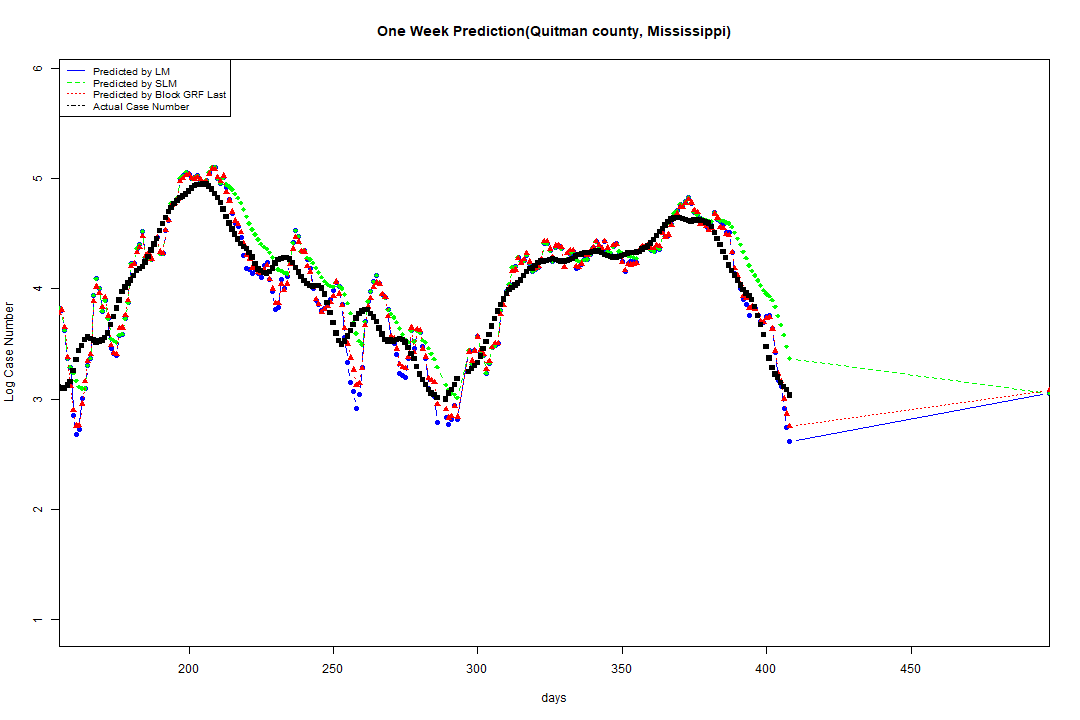 One Week Prediction(Quitman county, Mississippi)
Predicted by LM
Predicted by SLM
Predicted by Block GRF Last
Actual Case Number
6
5
4
3
2
1
Log Case Number
200 250 300 350 400 450
days